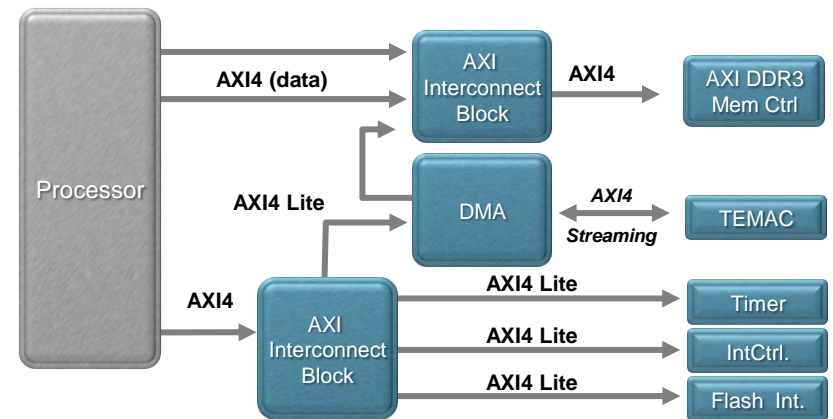 AXI
Interconnect
Block
AXI4
AXI DDR3
Mem Ctrl
AXI4 (data)
Processor
AXI4 Lite
DMA
AXI4
Streaming
TEMAC
AXI4
AXI
Interconnect
Block
AXI4 Lite
Timer
AXI4 Lite
IntCtrl.
AXI4 Lite
Flash Int.